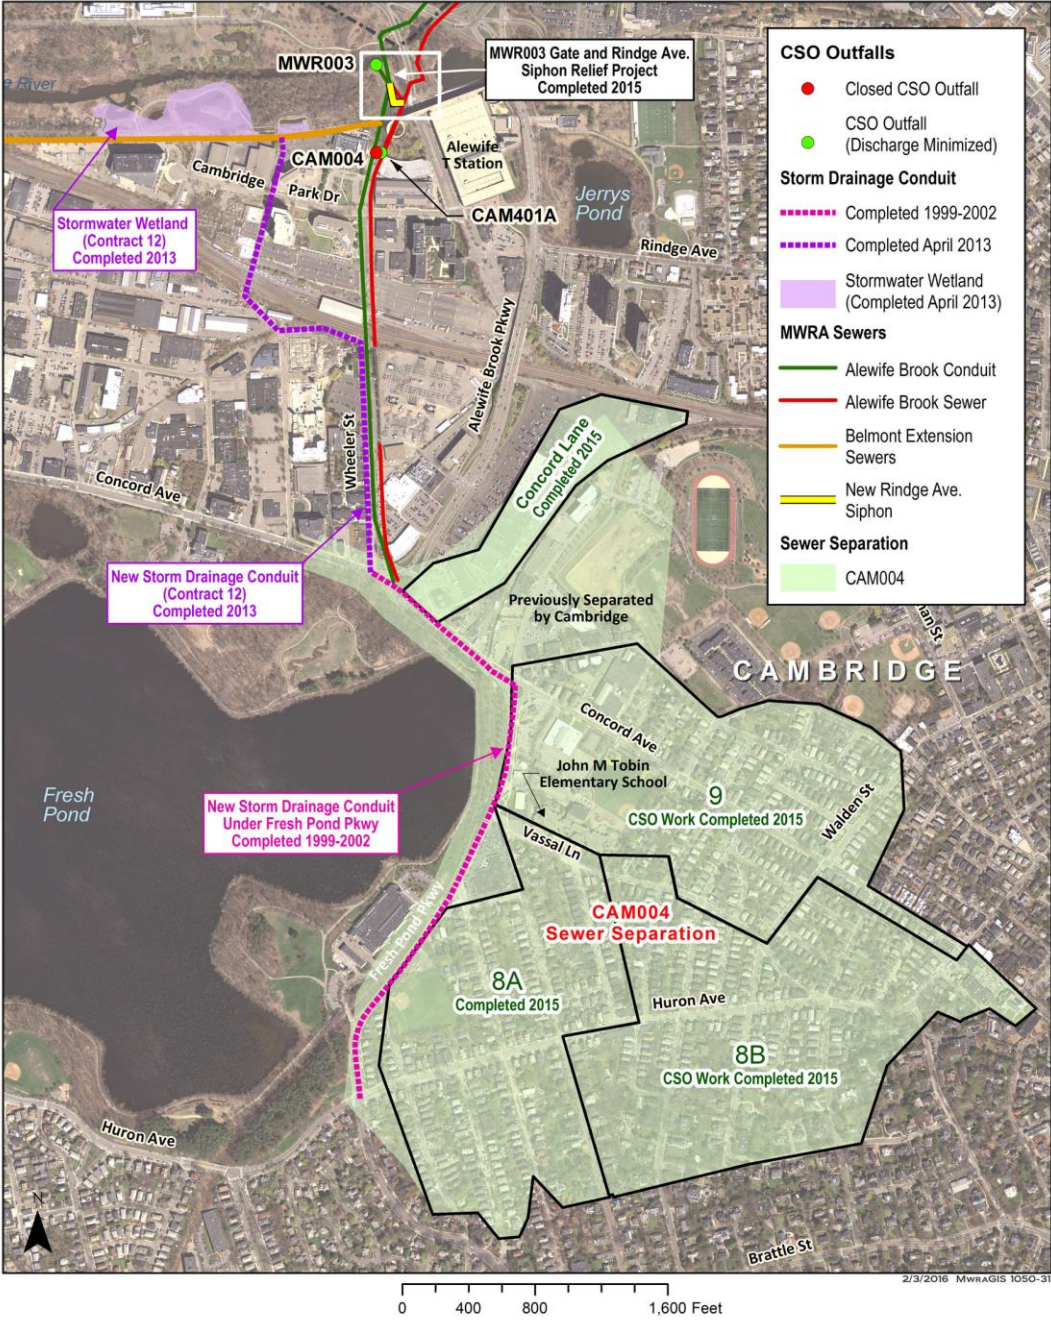 MWR003
MWR003 Gate and Rindge Ave.
Siphon Relief Project
Completed 2015
e River
CAM004
Alewife
T Station
CAM401A
Cambridge
Park Dr
Jerrys
Pond
Rindge Ave
Stormwater Wetland
(Contract 12)
Completed 2013
Alewife Brook Pkwy
Wheeler St
Concord Ave
Concord Lane
Completed 2015
New Storm Drainage Conduit
(Contract 12)
Completed 2013
Previously Separated
by Cambridge
CAMBRIDGE
Concord Ave
John M Tobin
Elementary School
Fresh
Pond
New Storm Drainage Conduit
Under Fresh Pond Pkwy
Completed 1999-2002
9
CSO Work Completed 2015
Walden St
Vassal Ln
CAM004
Sewer Separation
Fresh Pond Pkwy
8A
Completed 2015
Huron Ave
8B
CSO Work Completed 2015
Huron Ave
Brattle St
N
CSO Outfalls
Closed CSO Outfall
CSO Outfall
(Discharge Minimized)
Storm Drainage Conduit
Completed 1999-2002
Completed April 2013
Stormwater Wetland
(Completed April 2013)
MWRA Sewers
Alewife Brook Conduit
Alewife Brook Sewer
Belmont Extension
Sewers
New Rindge Ave.
Siphon
Sewer Separation
CAM004
man St
2/3/2016 MWRAGIS 1050-31
0 400 800 1,600 Feet